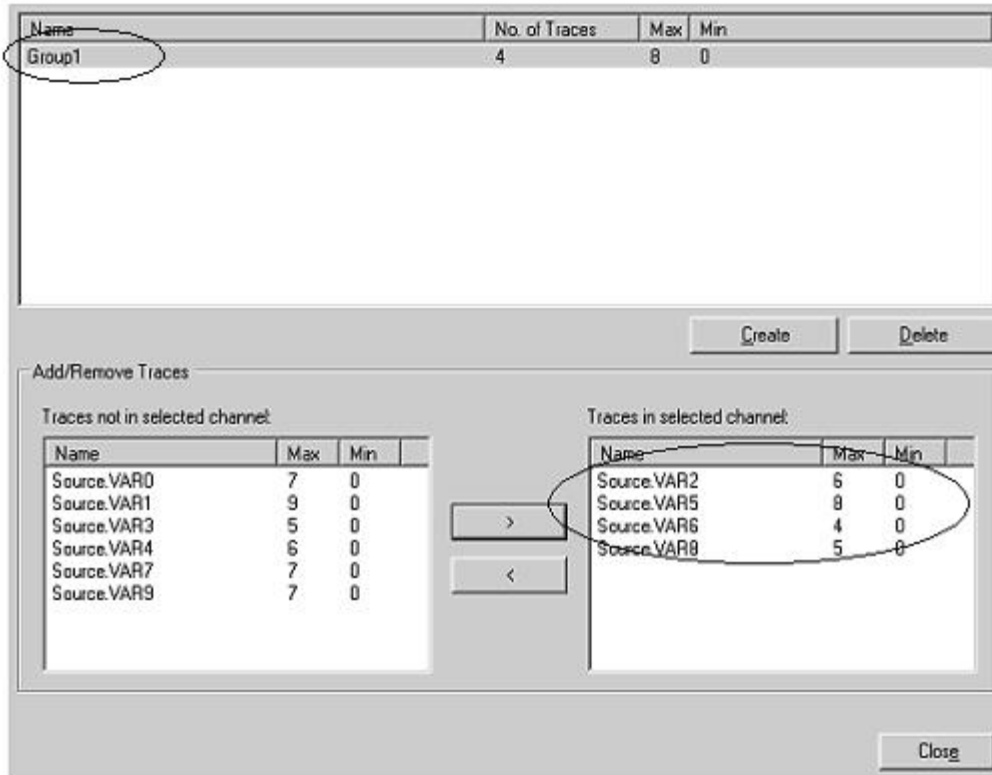 Name No. of Traces Max Min
Group1 4 8 0
Create Delete
Add/Remove Traces
Traces not in selected channel:
Name Max Min
Source.VAR0 7 0
Source.VAR1 9 0
Source.VAR3 5 0
Source.VAR4 6 0
Source.VAR7 7 0
Source.VAR9 7 0
>
<
Traces in selected channel:
Name Max Min
Source.VAR2 6 0
Source.VAR5 8 0
Source.VAR6 4 0
Source.VAR8 5 0
Close